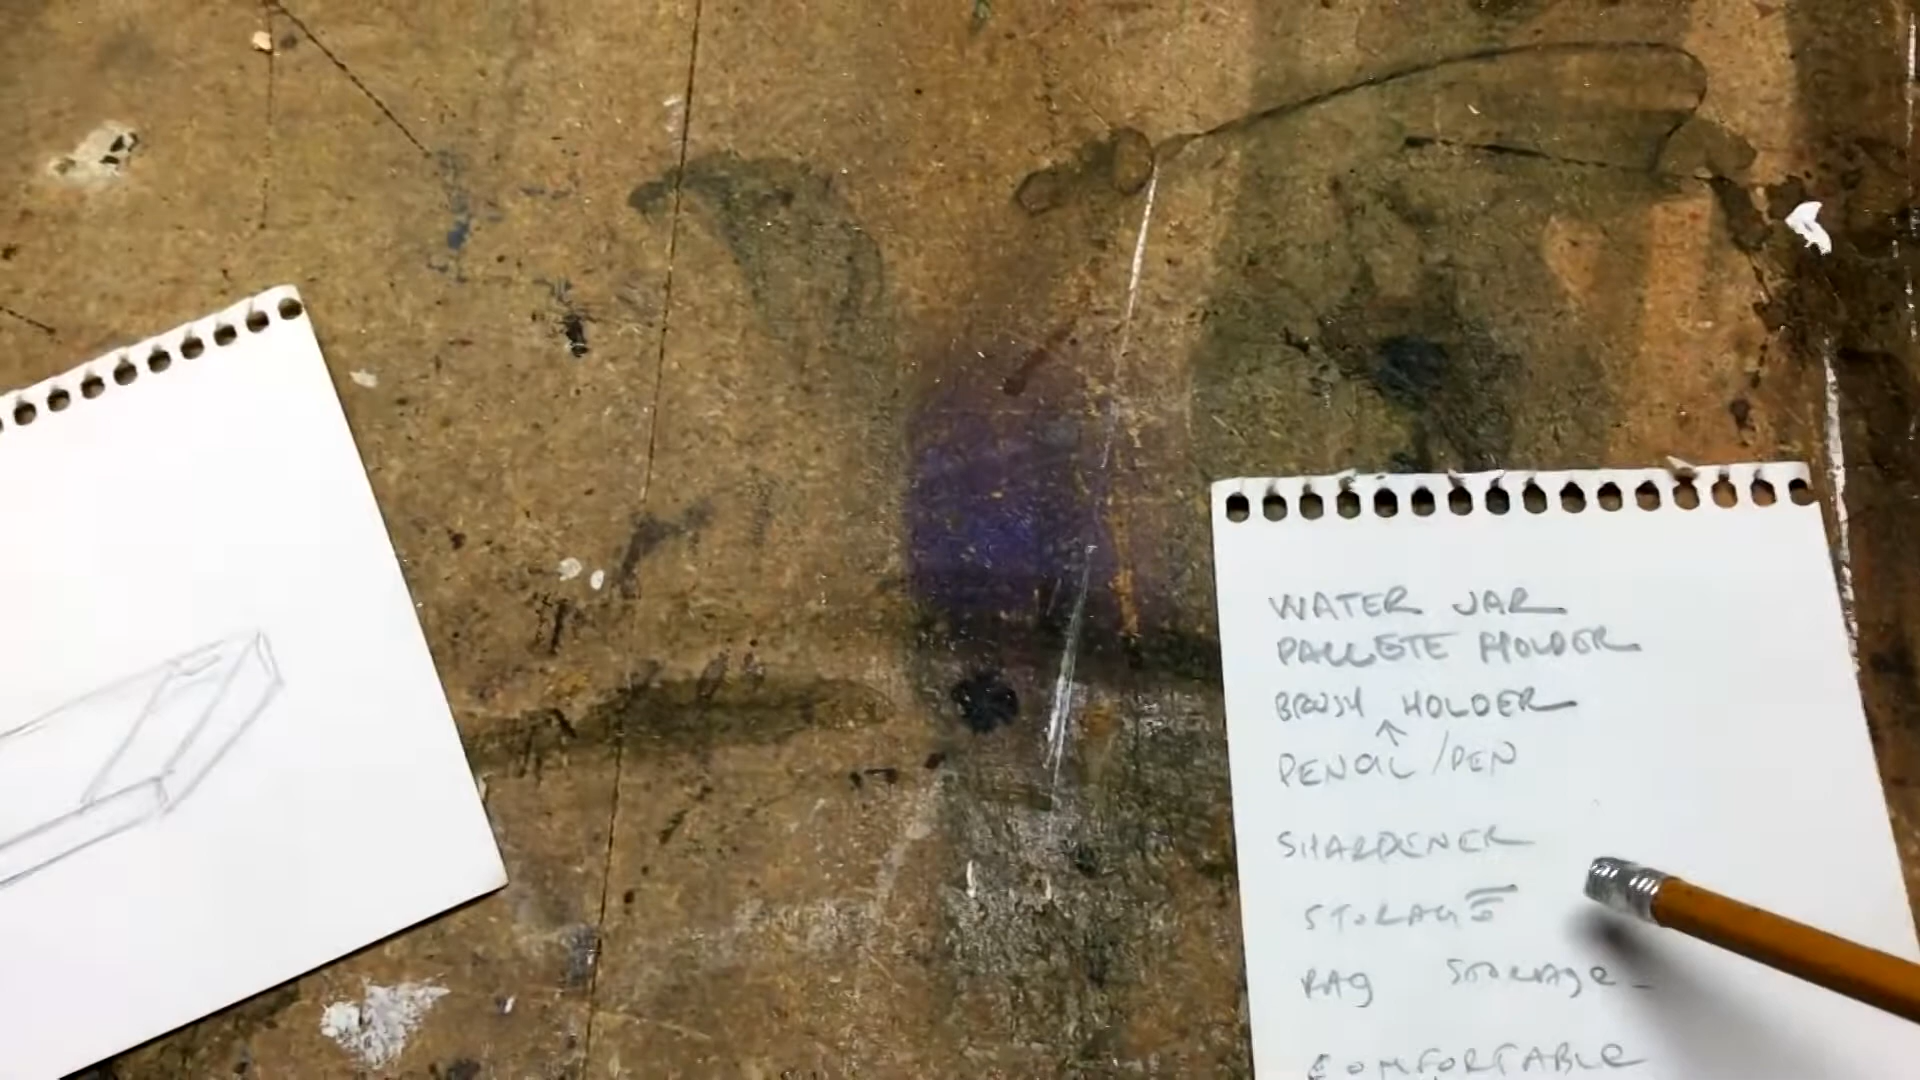 WATER JAR
PALLETE HOLDER
BRUSH HOLDER
PENCIL/PEN
SHARPENER
STORAGE
RAg STORAge
COMFORTABLE